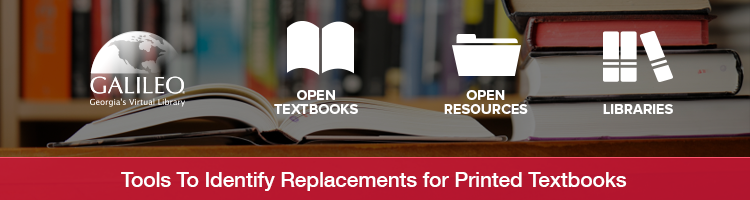 GALILEO
Georgia's Virtual Library
OPEN
TEXTBOOKS
OPEN
RESOURCES
LIBRARIES
Tools To Identify Replacements for Printed Textbooks